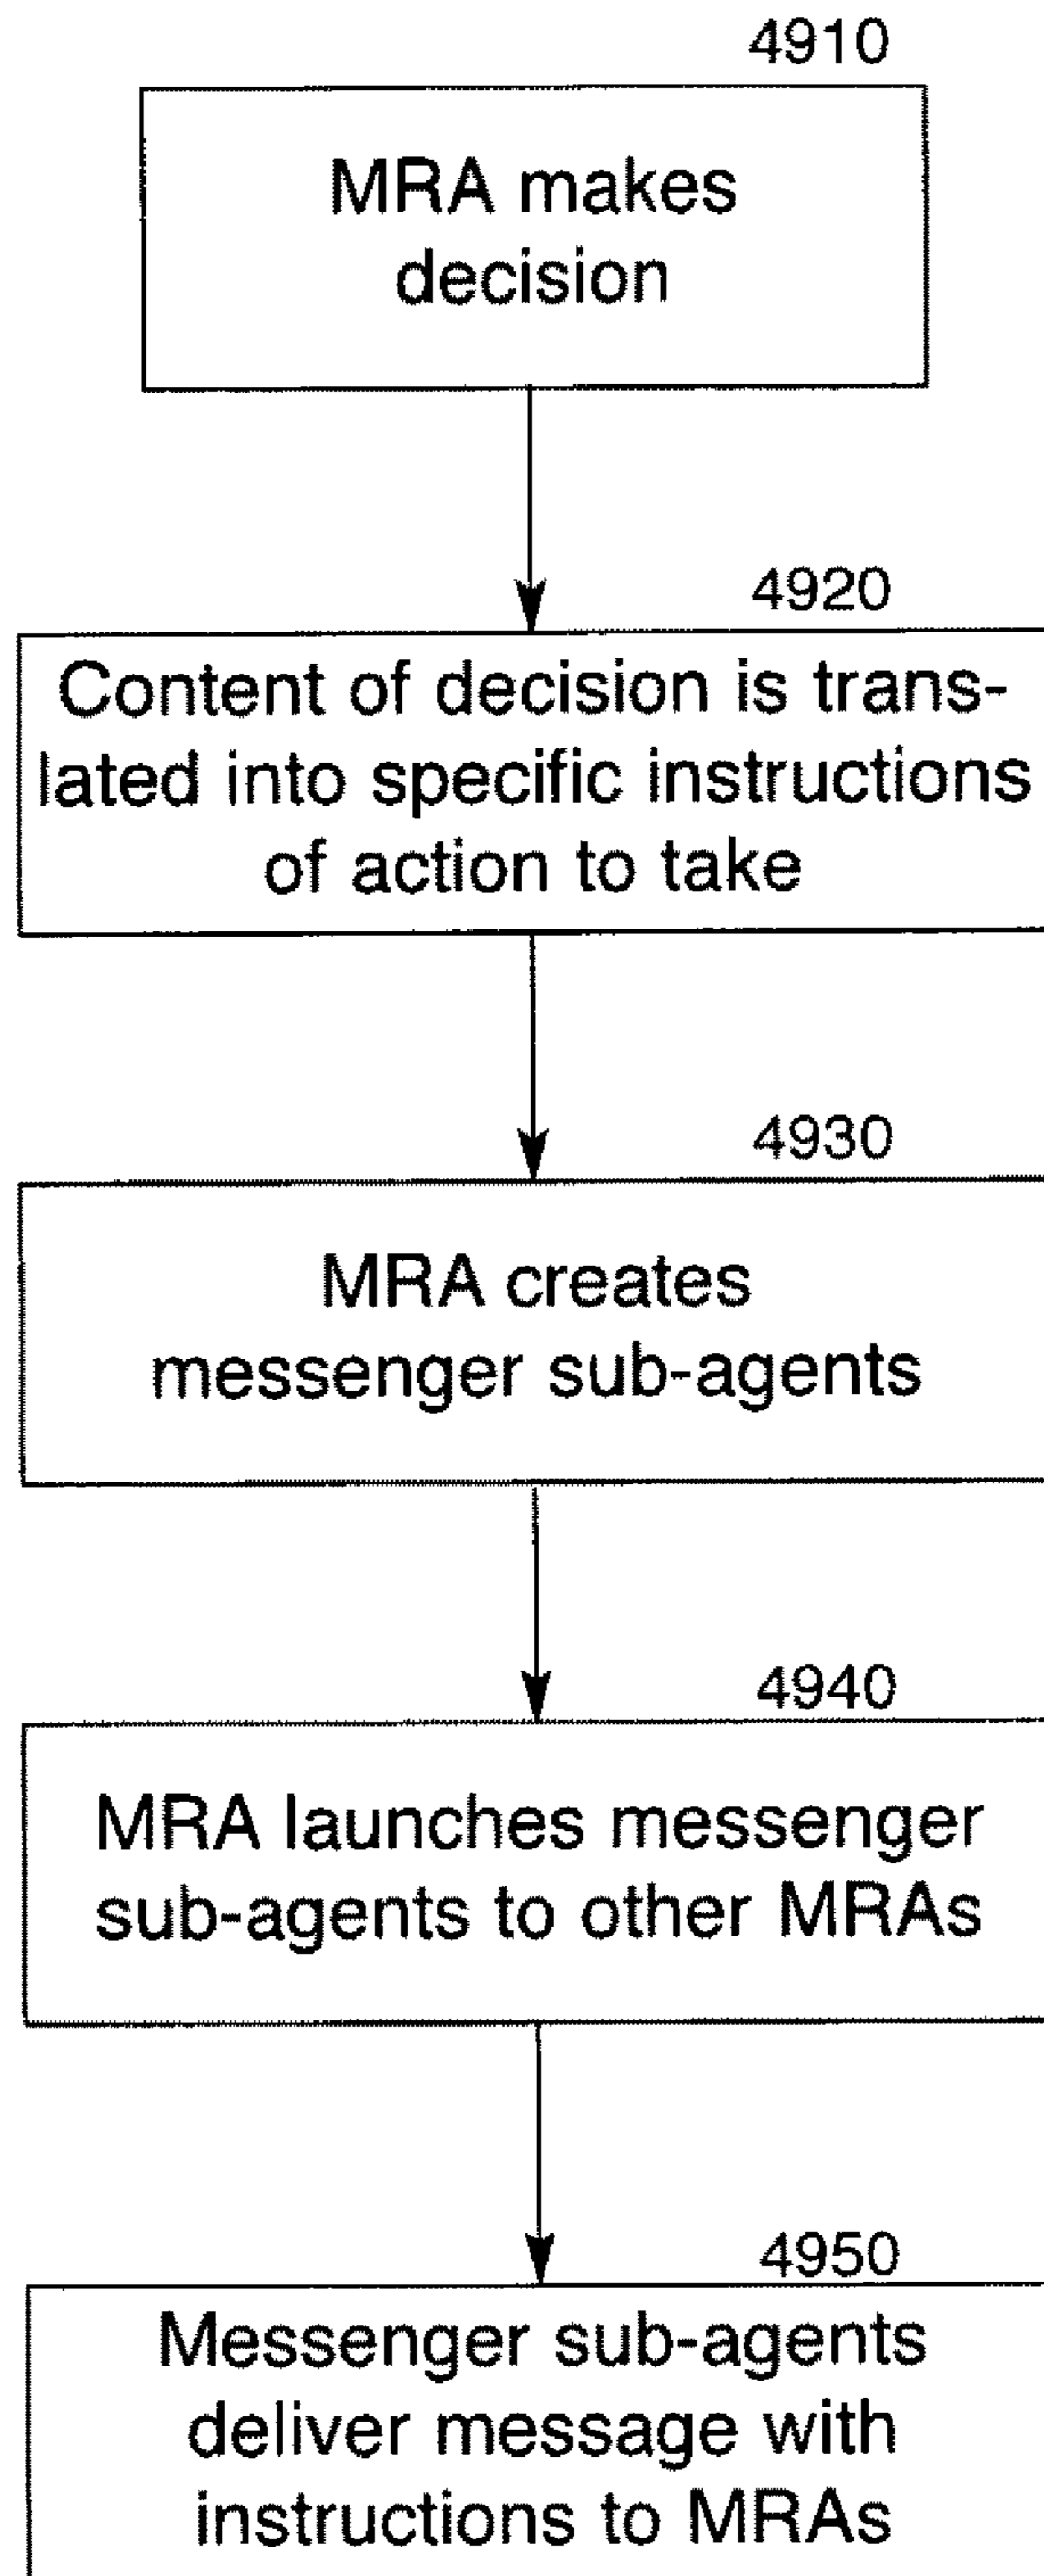 4910
MRA makes
decision
4920
Content of decision is trans-
lated into specific instructions
of action to take
4930
MRA creates
messenger sub-agents
4940
MRA launches messenger
sub-agents to other MRAs
4950
Messenger sub-agents
deliver message with
instructions to MRAs